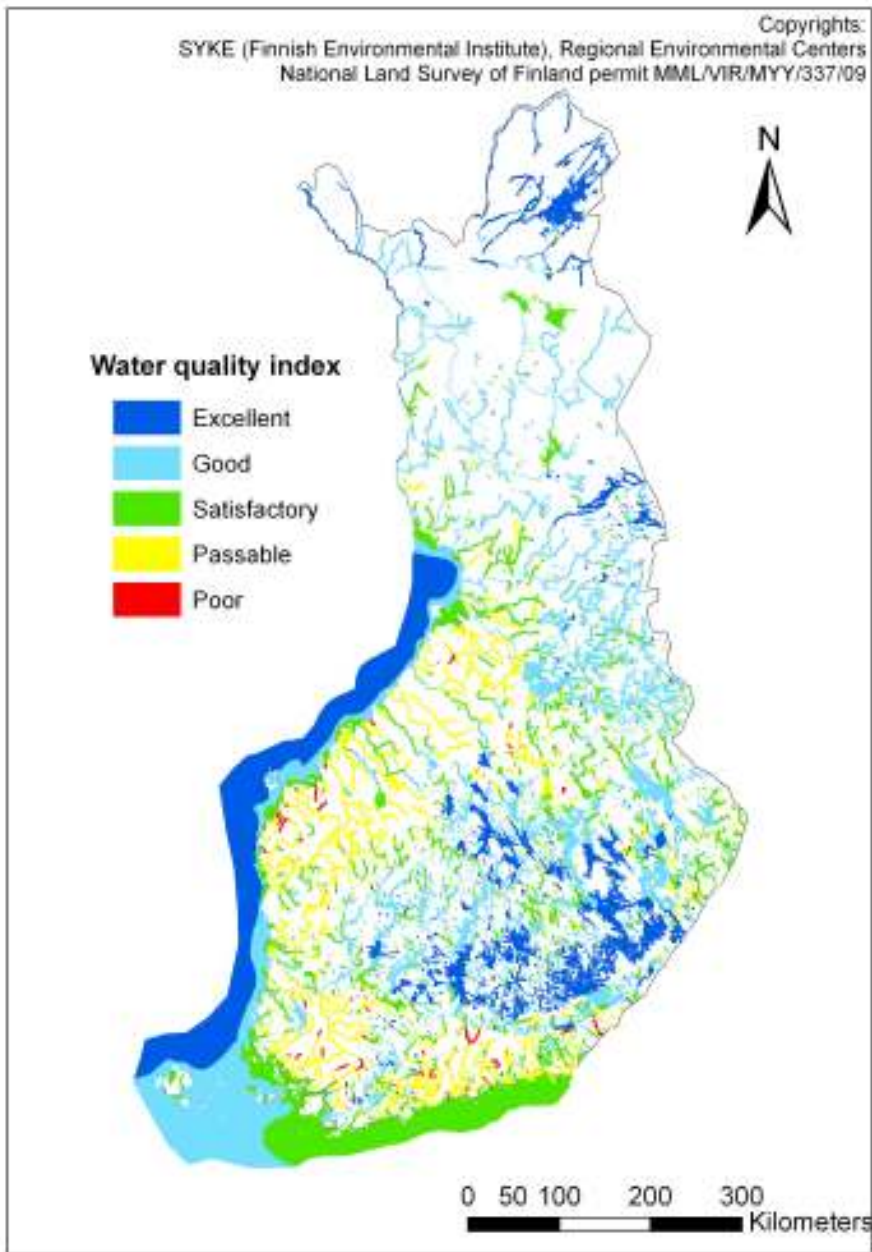 Copyrights:
SYKE (Finnish Environmental Institute), Regional Environmental Centers
National Land Survey of Finland permit MML/VIR/MYY/337/09
N
Water quality index
Excellent
Good
Satisfactory
Passable
Poor
0 50 100 200 300
Kilometers